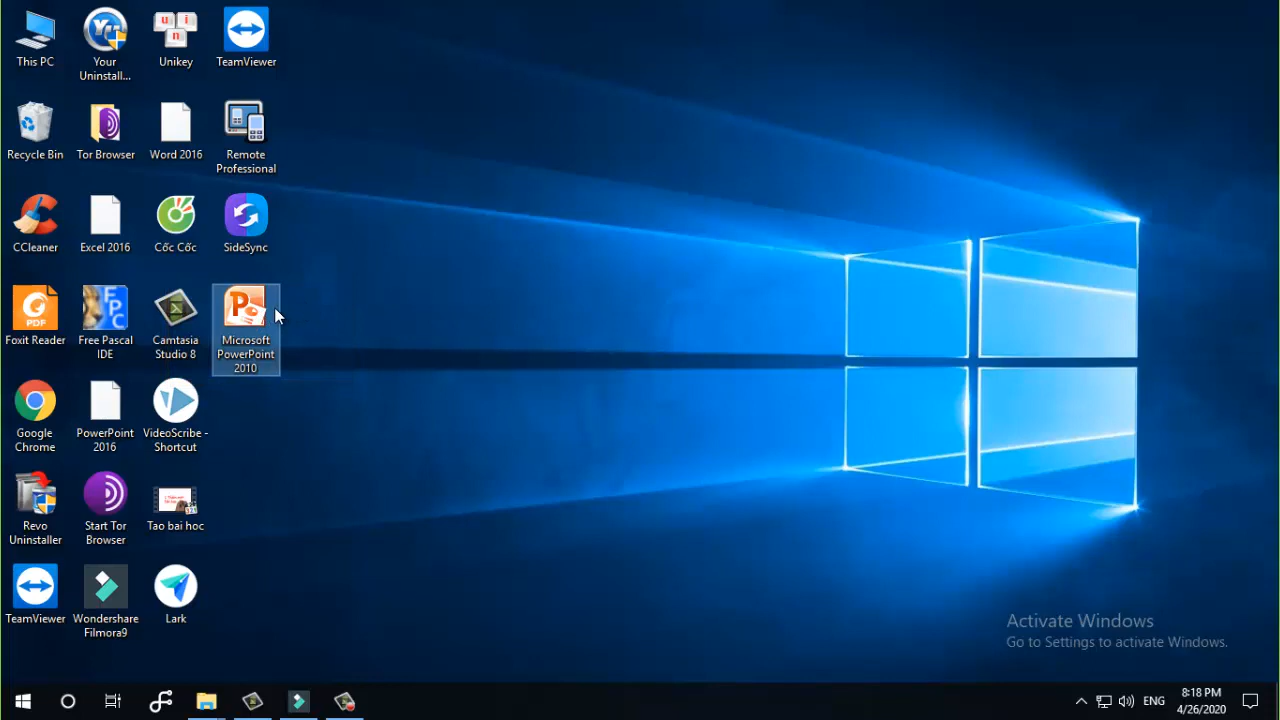 This PC
Your
Uninstall...
Unikey
TeamViewer
Recycle Bin
Tor Browser
Word 2016
Remote
Professional
CCleaner
Excel 2016
Cốc Cốc
SideSync
Foxit Reader
Free Pascal
IDE
Camtasia
Studio 8
Microsoft
PowerPoint
2010
Google
Chrome
PowerPoint
2016
VideoScribe -
Shortcut
Revo
Uninstaller
Start Tor
Browser
Tao bai hoc
TeamViewer
Wondershare
Filmora9
Lark
Activate Windows
Go to Settings to activate Windows.
ENG
8:18 PM
4/26/2020